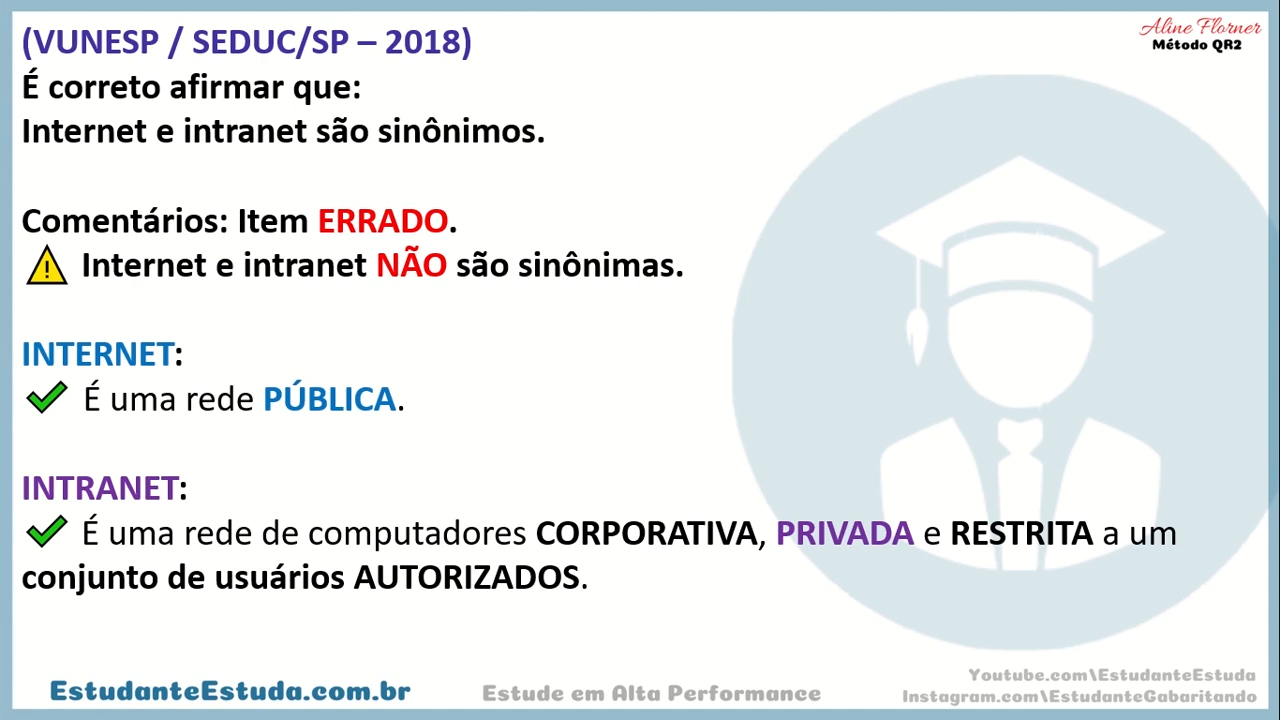 Aline Florner
Método QR2
(VUNESP / SEDUC/SP – 2018)
É correto afirmar que:
Internet e intranet são sinônimos.
Comentários: Item ERRADO.
Internet e intranet NÃO são sinônimas.
INTERNET:
É uma rede PÚBLICA.
INTRANET:
É uma rede de computadores CORPORATIVA, PRIVADA e RESTRITA a um
conjunto de usuários AUTORIZADOS.
EstudanteEstuda.com.br
Estude em Alta Performance
Youtube.com\EstudanteEstuda
Instagram.com\EstudanteGabaritando